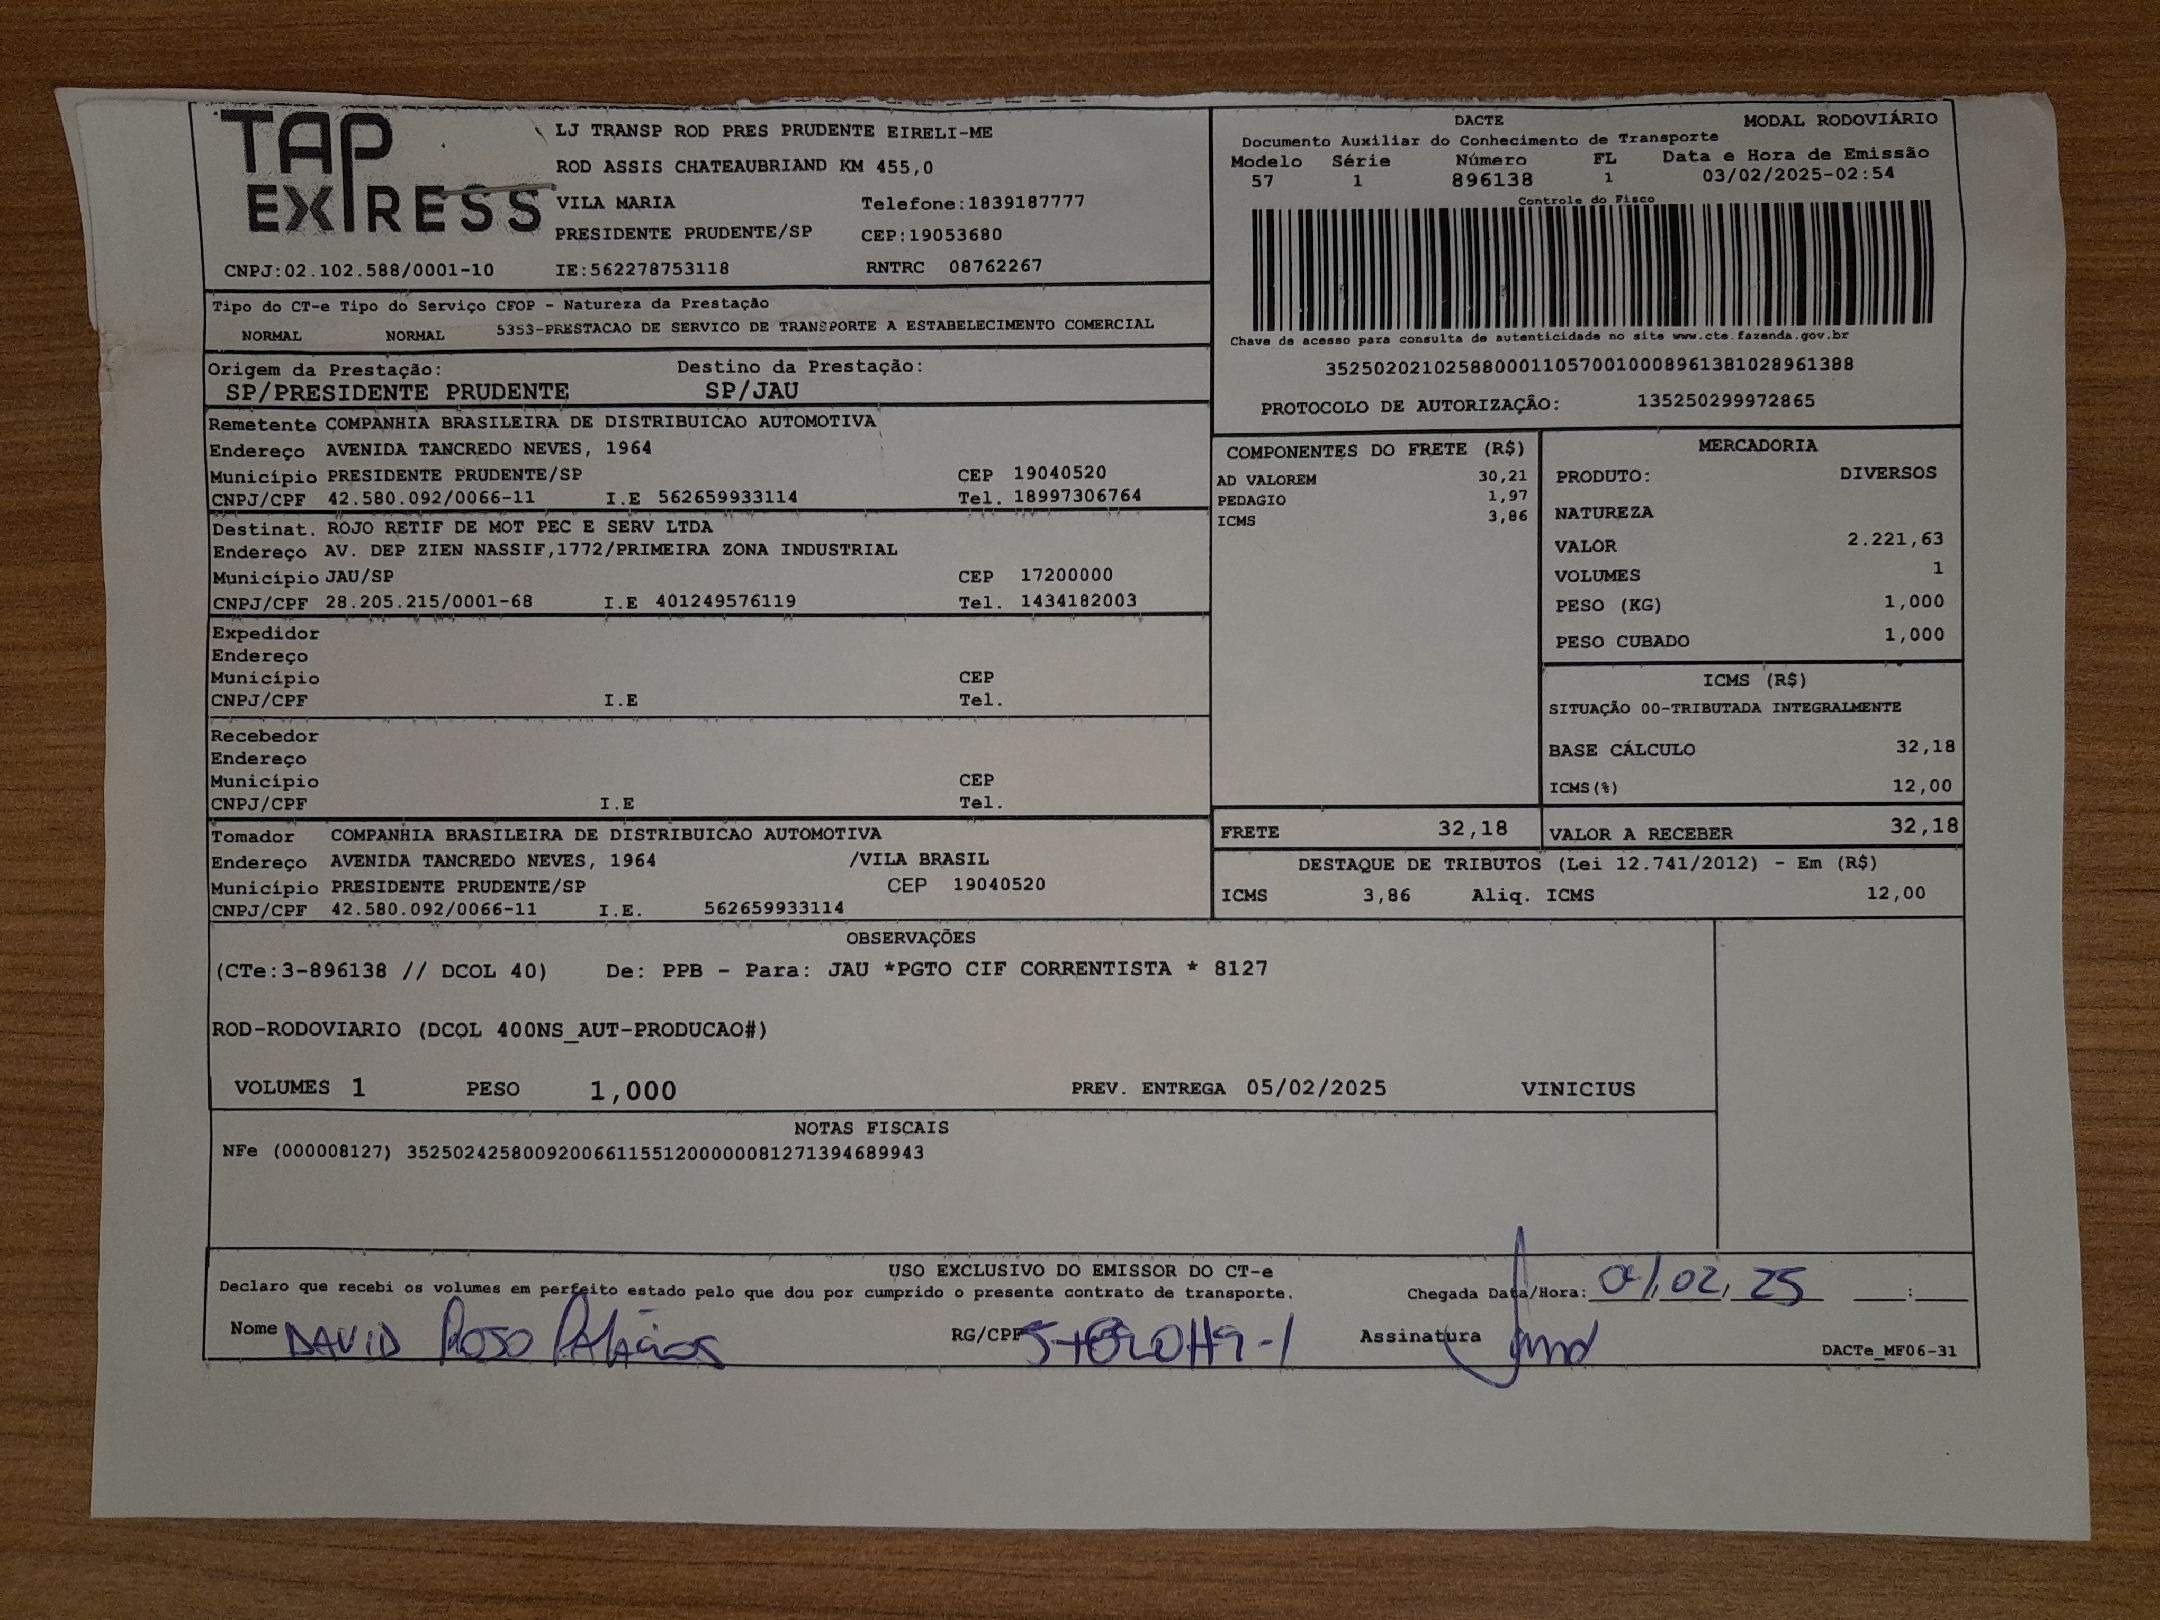 TAP EXPRESS
LJ TRANSP ROD PRES PRUDENTE EIRELI-ME
ROD ASSIS CHATEAUBRIAND KM 455,0
VILA MARIA Telefone:1839187777
PRESIDENTE PRUDENTE/SP CEP:19053680
CNPJ:02.102.588/0001-10 IE:562278753118 RNTRC 08762267
DACTE MODAL RODOVIÁRIO
Documento Auxiliar do Conhecimento de Transporte
Modelo Série Número FL Data e Hora de Emissão
57 1 896138 1 03/02/2025-02:54
Controle do Fisco
Chave de acesso para consulta de autenticidade no site www.cte.fazenda.gov.br
35250202102588000110570010008961381028961388
PROTOCOLO DE AUTORIZAÇÃO: 135250299972865
Tipo do CT-e Tipo do Serviço CFOP - Natureza da Prestação
NORMAL NORMAL 5353-PRESTACAO DE SERVICO DE TRANSPORTE A ESTABELECIMENTO COMERCIAL
Origem da Prestação: Destino da Prestação:
SP/PRESIDENTE PRUDENTE SP/JAU
Remetente COMPANHIA BRASILEIRA DE DISTRIBUICAO AUTOMOTIVA
Endereço AVENIDA TANCREDO NEVES, 1964
Município PRESIDENTE PRUDENTE/SP CEP 19040520
CNPJ/CPF 42.580.092/0066-11 I.E 562659933114 Tel. 18997306764
Destinat. ROJO RETIF DE MOT PEC E SERV LTDA
Endereço AV. DEP ZIEN NASSIF,1772/PRIMEIRA ZONA INDUSTRIAL
Município JAU/SP CEP 17200000
CNPJ/CPF 28.205.215/0001-68 I.E 401249576119 Tel. 1434182003
Expedidor
Endereço
Município CEP
CNPJ/CPF I.E Tel.
Recebedor
Endereço
Município CEP
CNPJ/CPF I.E Tel.
Tomador COMPANHIA BRASILEIRA DE DISTRIBUICAO AUTOMOTIVA
Endereço AVENIDA TANCREDO NEVES, 1964 /VILA BRASIL
Município PRESIDENTE PRUDENTE/SP CEP 19040520
CNPJ/CPF 42.580.092/0066-11 I.E. 562659933114
COMPONENTES DO FRETE (R$)
AD VALOREM 30,21
PEDAGIO 1,97
ICMS 3,86
MERCADORIA
PRODUTO: DIVERSOS
NATUREZA
VALOR 2.221,63
VOLUMES 1
PESO (KG) 1,000
PESO CUBADO 1,000
ICMS (R$)
SITUAÇÃO 00-TRIBUTADA INTEGRALMENTE
BASE CÁLCULO 32,18
ICMS(%) 12,00
FRETE 32,18 VALOR A RECEBER 32,18
DESTAQUE DE TRIBUTOS (Lei 12.741/2012) - Em (R$)
ICMS 3,86 Aliq. ICMS 12,00
OBSERVAÇÕES
(CTe:3-896138 // DCOL 40) De: PPB - Para: JAU *PGTO CIF CORRENTISTA * 8127
ROD-RODOVIARIO (DCOL 400NS_AUT-PRODUCAO#)
VOLUMES 1 PESO 1,000 PREV. ENTREGA 05/02/2025 VINICIUS
NOTAS FISCAIS
NFe (000008127) 35250242580092006611551200000081271394689943
USO EXCLUSIVO DO EMISSOR DO CT-e
Declaro que recebi os volumes em perfeito estado pelo que dou por cumprido o presente contrato de transporte. Chegada Data/Hora: 02, 25 :
Nome DAVID RG/CPF Assinatura
DACTe_MF06-31